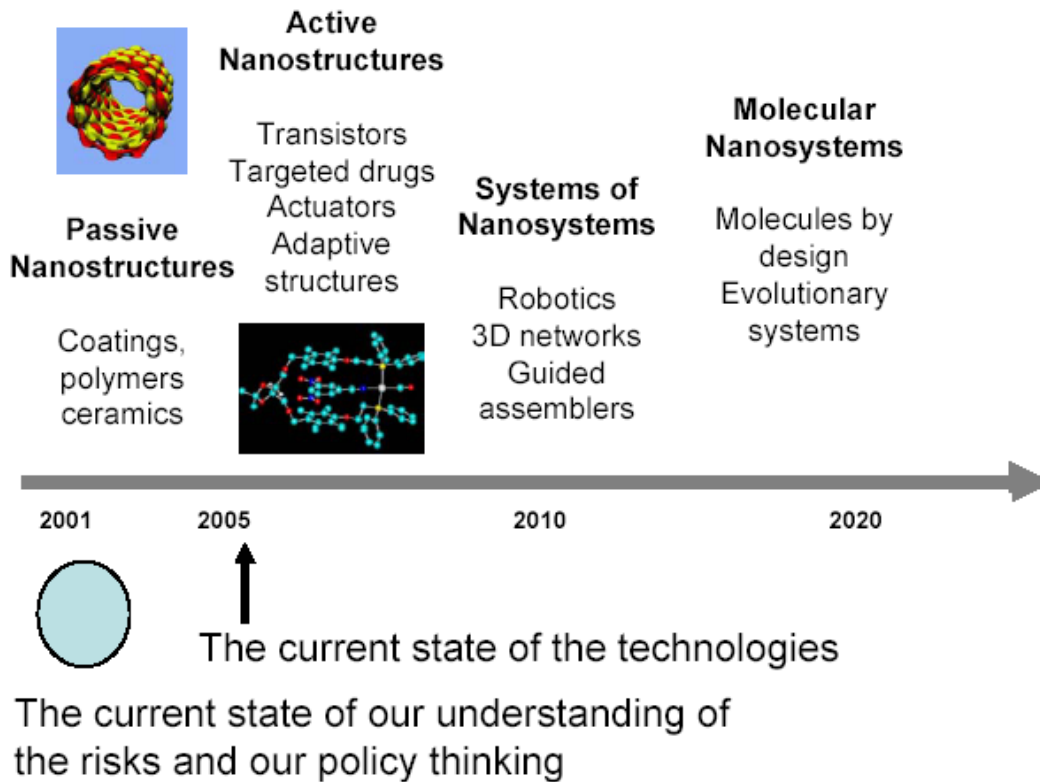 Active
Nanostructures
Transistors
Targeted drugs
Actuators
Adaptive
structures
Passive
Nanostructures
Coatings,
polymers
ceramics
Systems of
Nanosystems
Robotics
3D networks
Guided
assemblers
Molecular
Nanosystems
Molecules by
design
Evolutionary
systems
2001
2005
2010
2020
The current state of the technologies
The current state of our understanding of
the risks and our policy thinking